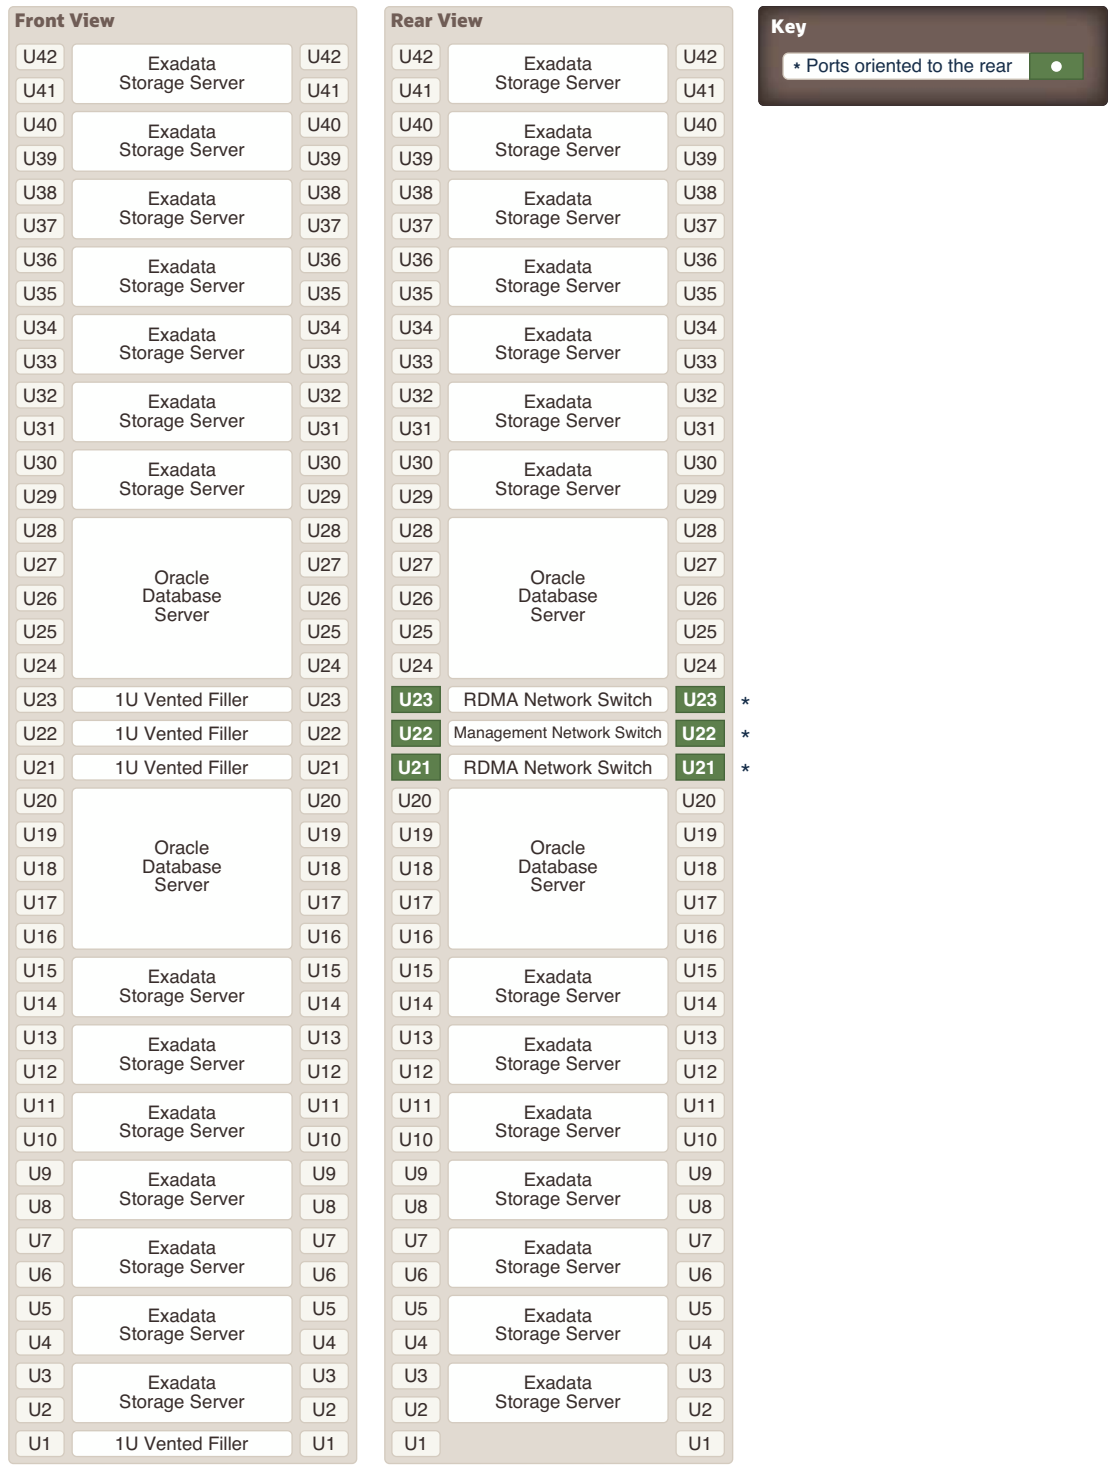 Front View
U42 Exadata Storage Server U42
U41 U41
U40 Exadata Storage Server U40
U39 U39
U38 Exadata Storage Server U38
U37 U37
U36 Exadata Storage Server U36
U35 U35
U34 Exadata Storage Server U34
U33 U33
U32 Exadata Storage Server U32
U31 U31
U30 Exadata Storage Server U30
U29 U29
U28 U28
U27 U27
U26 Oracle Database Server U26
U25 U25
U24 U24
U23 1U Vented Filler U23
U22 1U Vented Filler U22
U21 1U Vented Filler U21
U20 U20
U19 U19
U18 Oracle Database Server U18
U17 U17
U16 U16
U15 Exadata Storage Server U15
U14 U14
U13 Exadata Storage Server U13
U12 U12
U11 Exadata Storage Server U11
U10 U10
U9 Exadata Storage Server U9
U8 U8
U7 Exadata Storage Server U7
U6 U6
U5 Exadata Storage Server U5
U4 U4
U3 Exadata Storage Server U3
U2 U2
U1 1U Vented Filler U1
Rear View
U42 Exadata Storage Server U42
U41 U41
U40 Exadata Storage Server U40
U39 U39
U38 Exadata Storage Server U38
U37 U37
U36 Exadata Storage Server U36
U35 U35
U34 Exadata Storage Server U34
U33 U33
U32 Exadata Storage Server U32
U31 U31
U30 Exadata Storage Server U30
U29 U29
U28 U28
U27 U27
U26 Oracle Database Server U26
U25 U25
U24 U24
U23 RDMA Network Switch U23 *
U22 Management Network Switch U22 *
U21 RDMA Network Switch U21 *
U20 U20
U19 U19
U18 Oracle Database Server U18
U17 U17
U16 U16
U15 Exadata Storage Server U15
U14 U14
U13 Exadata Storage Server U13
U12 U12
U11 Exadata Storage Server U11
U10 U10
U9 Exadata Storage Server U9
U8 U8
U7 Exadata Storage Server U7
U6 U6
U5 Exadata Storage Server U5
U4 U4
U3 Exadata Storage Server U3
U2 U2
U1 U1
Key
* Ports oriented to the rear